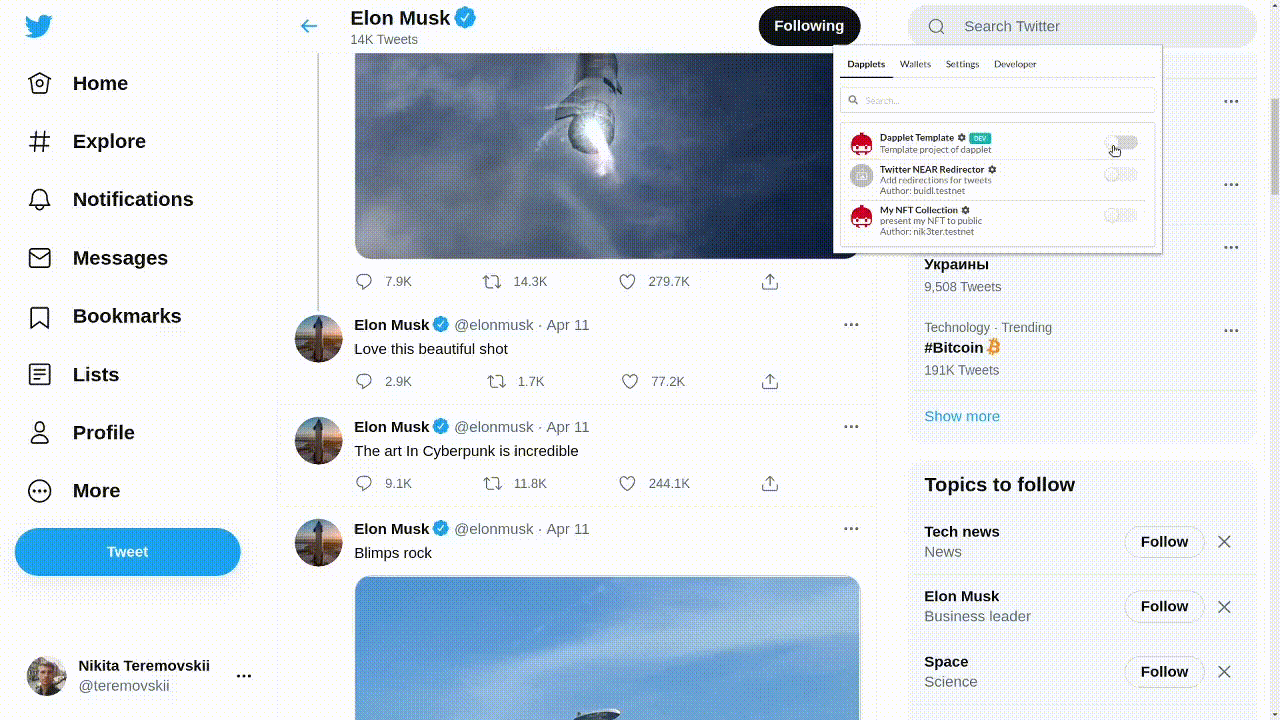 Home
Explore
Notifications
Messages
Bookmarks
Lists
Profile
More
Tweet
Nikita Teremovskii
@teremovskii
Elon Musk
14K Tweets
Following
7.9K 14.3K 279.7K
Elon Musk @elonmusk · Apr 11
Love this beautiful shot
2.9K 1.7K 77.2K
Elon Musk @elonmusk · Apr 11
The art In Cyberpunk is incredible
9.1K 11.8K 244.1K
Elon Musk @elonmusk · Apr 11
Blimps rock
Search Twitter
Dapplets Wallets Settings Developer
Search...
Dapplet Template DEV
Template project of dapplet
Twitter NEAR Redirector
Add redirections for tweets
Author: buidl.testnet
My NFT Collection
present my NFT to public
Author: nik3ter.testnet
Украины
9,508 Tweets
Technology · Trending
#Bitcoin
191K Tweets
Show more
Topics to follow
Tech news
News
Follow
Elon Musk
Business leader
Follow
Space
Science
Follow